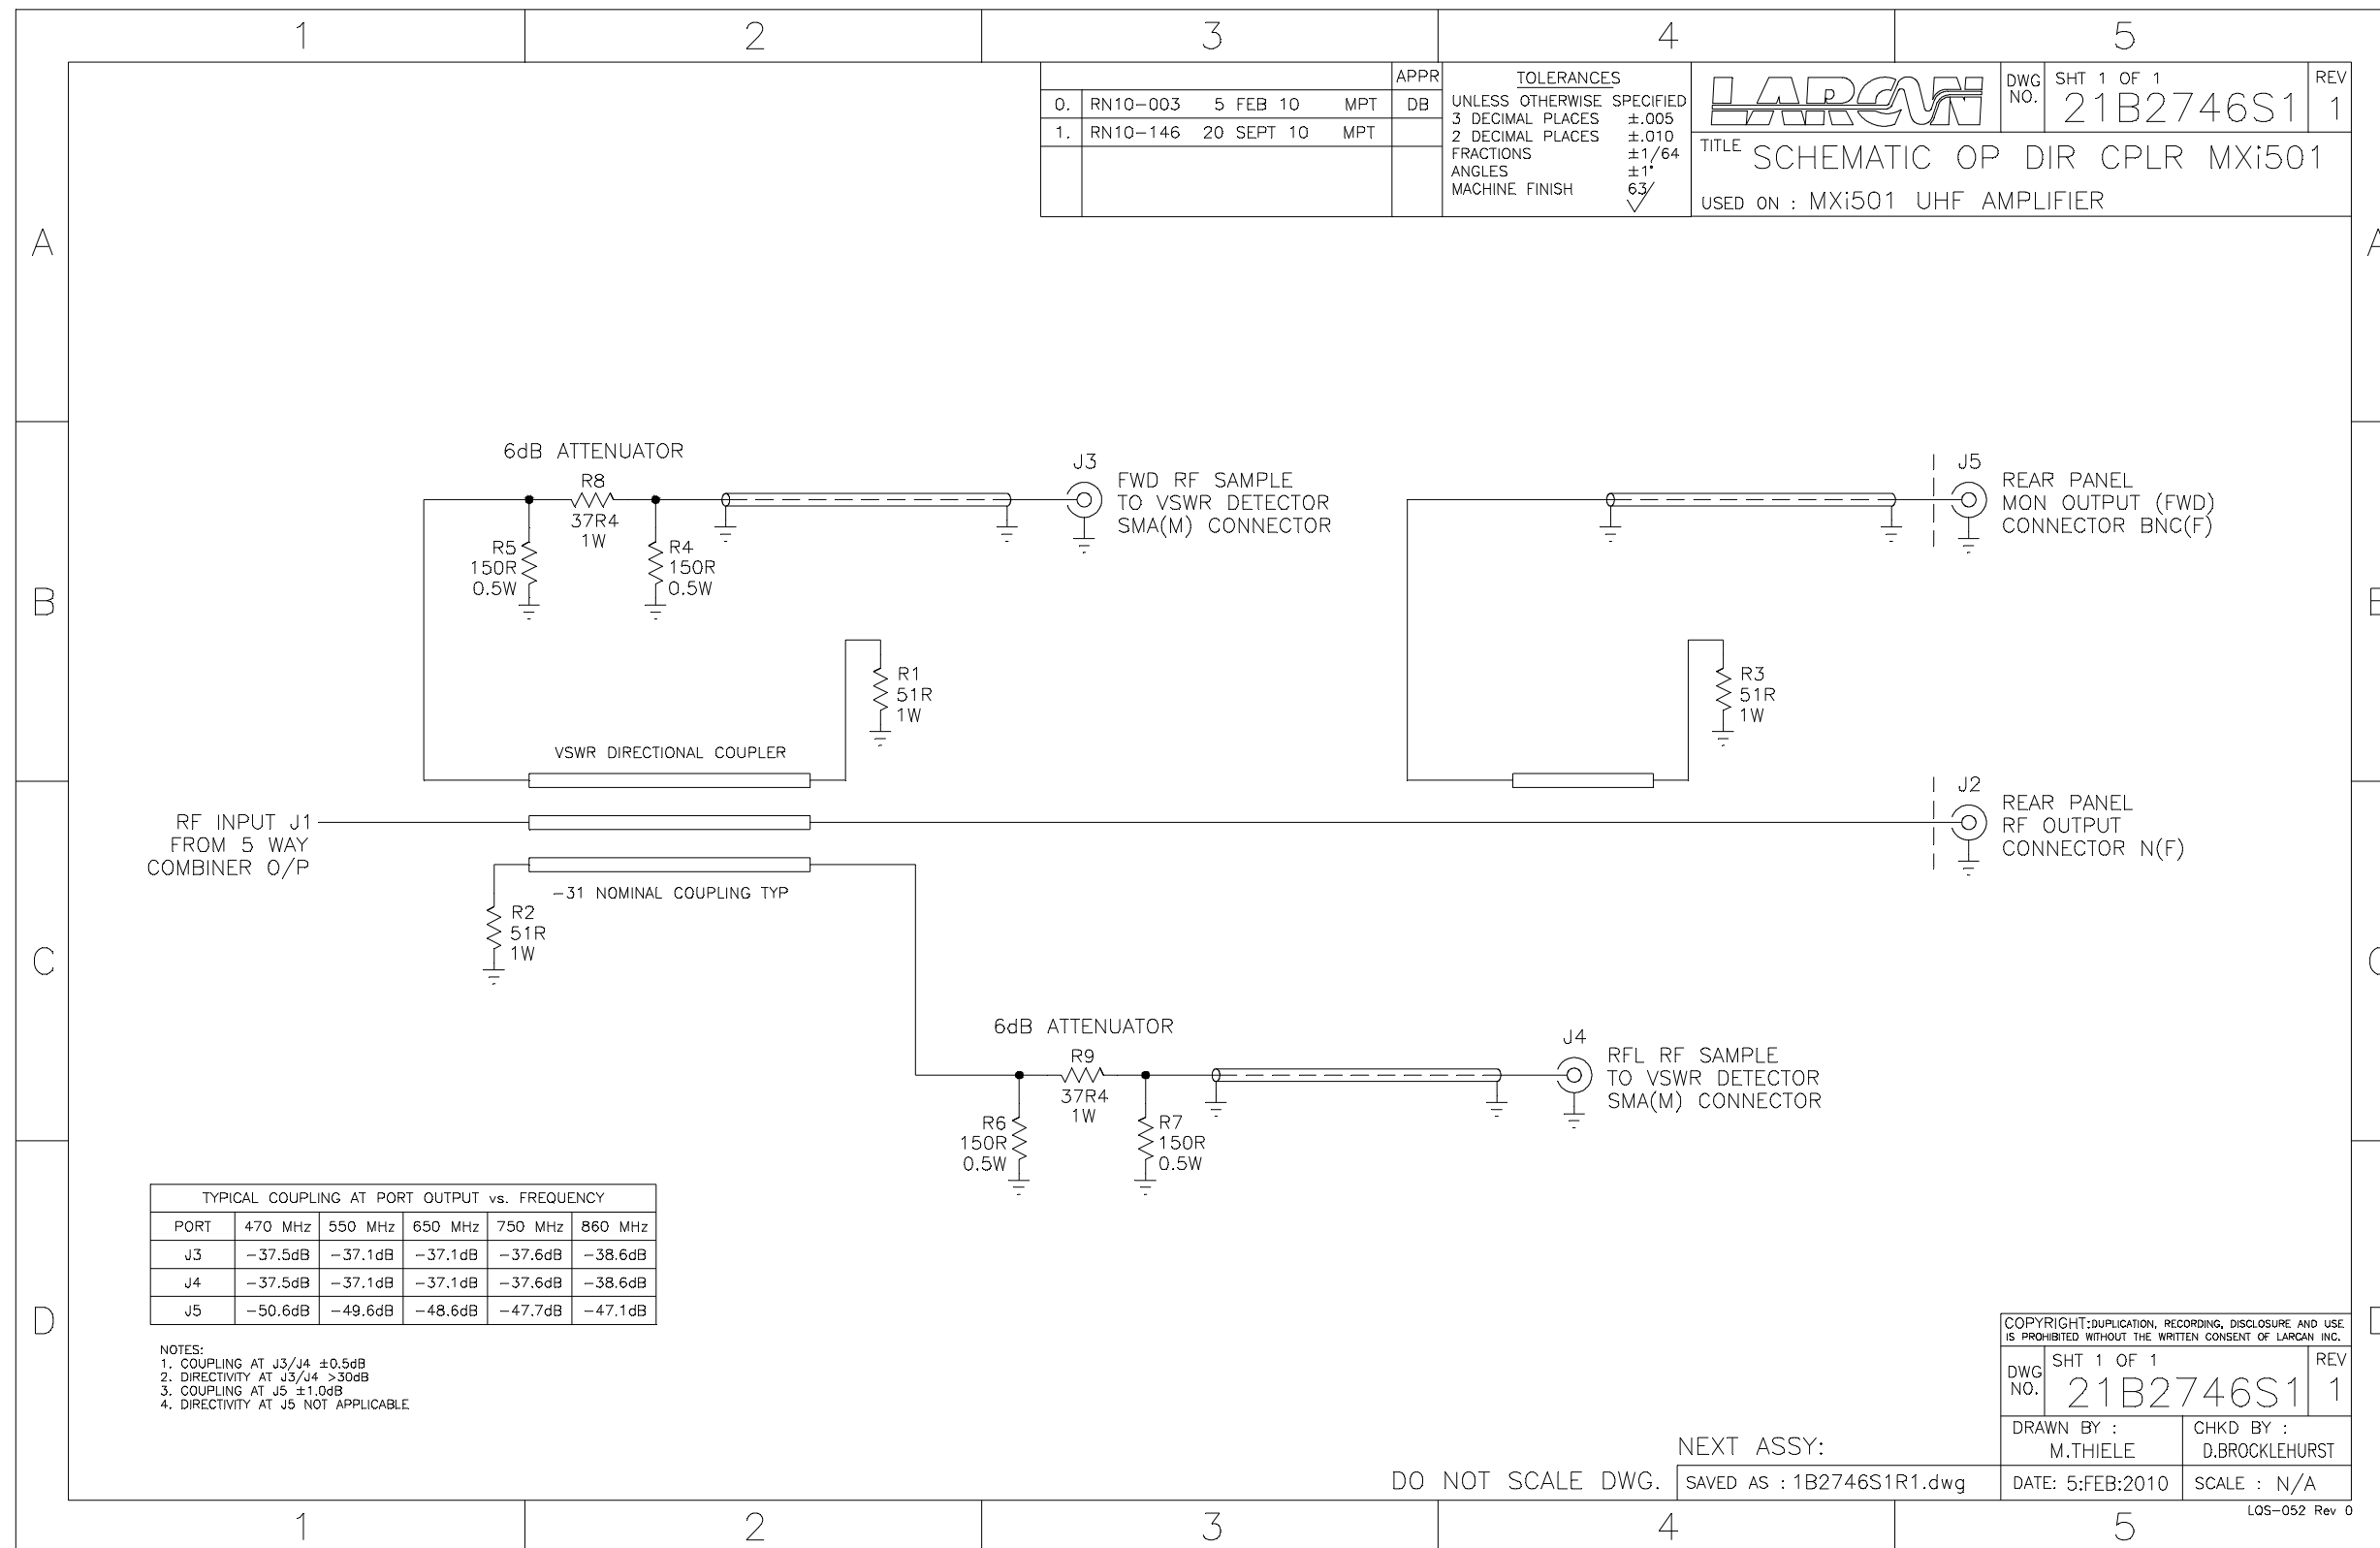 1 2 3 4 5
APPR
0. RN10-003 5 FEB 10 MPT DB
1. RN10-146 20 SEPT 10 MPT
TOLERANCES
UNLESS OTHERWISE SPECIFIED
3 DECIMAL PLACES ±.005
2 DECIMAL PLACES ±.010
FRACTIONS ±1/64
ANGLES ±1°
MACHINE FINISH 63/
LARCAN
DWG NO.
SHT 1 OF 1
21B2746S1
REV
1
TITLE SCHEMATIC OP DIR CPLR MXi501
USED ON : MXi501 UHF AMPLIFIER
A A
B B
C C
D D
6dB ATTENUATOR
R8
37R4
1W
R5
150R
0.5W
R4
150R
0.5W
J3
FWD RF SAMPLE
TO VSWR DETECTOR
SMA(M) CONNECTOR
J5
REAR PANEL
MON OUTPUT (FWD)
CONNECTOR BNC(F)
R1
51R
1W
R3
51R
1W
VSWR DIRECTIONAL COUPLER
RF INPUT J1
FROM 5 WAY
COMBINER O/P
J2
REAR PANEL
RF OUTPUT
CONNECTOR N(F)
-31 NOMINAL COUPLING TYP
R2
51R
1W
6dB ATTENUATOR
R9
37R4
1W
R6
150R
0.5W
R7
150R
0.5W
J4
RFL RF SAMPLE
TO VSWR DETECTOR
SMA(M) CONNECTOR
TYPICAL COUPLING AT PORT OUTPUT vs. FREQUENCY
PORT 470 MHz 550 MHz 650 MHz 750 MHz 860 MHz
J3 -37.5dB -37.1dB -37.1dB -37.6dB -38.6dB
J4 -37.5dB -37.1dB -37.1dB -37.6dB -38.6dB
J5 -50.6dB -49.6dB -48.6dB -47.7dB -47.1dB
NOTES:
1. COUPLING AT J3/J4 ±0.5dB
2. DIRECTIVITY AT J3/J4 >30dB
3. COUPLING AT J5 ±1.0dB
4. DIRECTIVITY AT J5 NOT APPLICABLE
COPYRIGHT:DUPLICATION, RECORDING, DISCLOSURE AND USE
IS PROHIBITED WITHOUT THE WRITTEN CONSENT OF LARCAN INC.
DWG NO.
SHT 1 OF 1
21B2746S1
REV
1
DRAWN BY :
M.THIELE
CHKD BY :
D.BROCKLEHURST
NEXT ASSY:
DO NOT SCALE DWG.
SAVED AS : 1B2746S1R1.dwg
DATE: 5:FEB:2010
SCALE : N/A
LQS-052 Rev 0
1 2 3 4 5